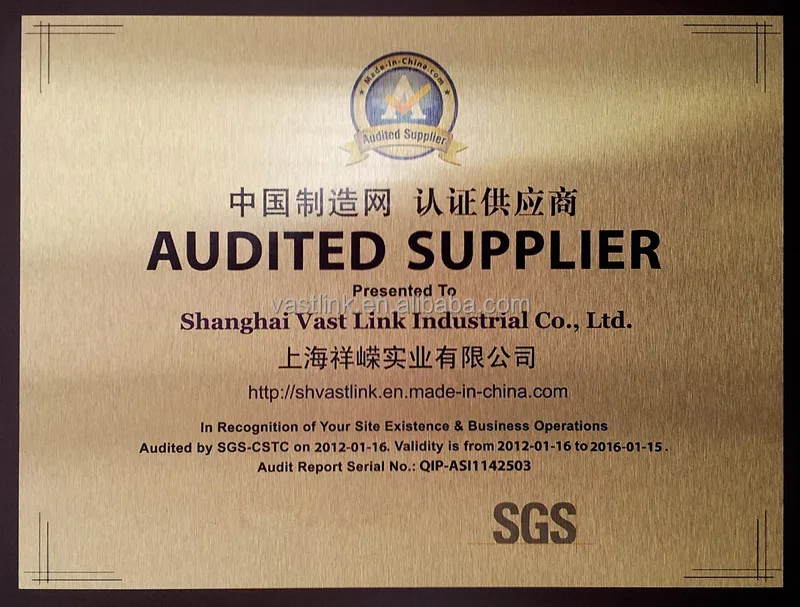 Made-in-China.com
A
Audited Supplier
中国制造网 认证供应商
AUDITED SUPPLIER
Presented To
vastlink.en.alibaba.com
Shanghai Vast Link Industrial Co., Ltd.
上海祥嵘实业有限公司
http://shvastlink.en.made-in-china.com
In Recognition of Your Site Existence & Business Operations
Audited by SGS-CSTC on 2012-01-16. Validity is from 2012-01-16 to 2016-01-15.
Audit Report Serial No.: QIP-ASI1142503
SGS